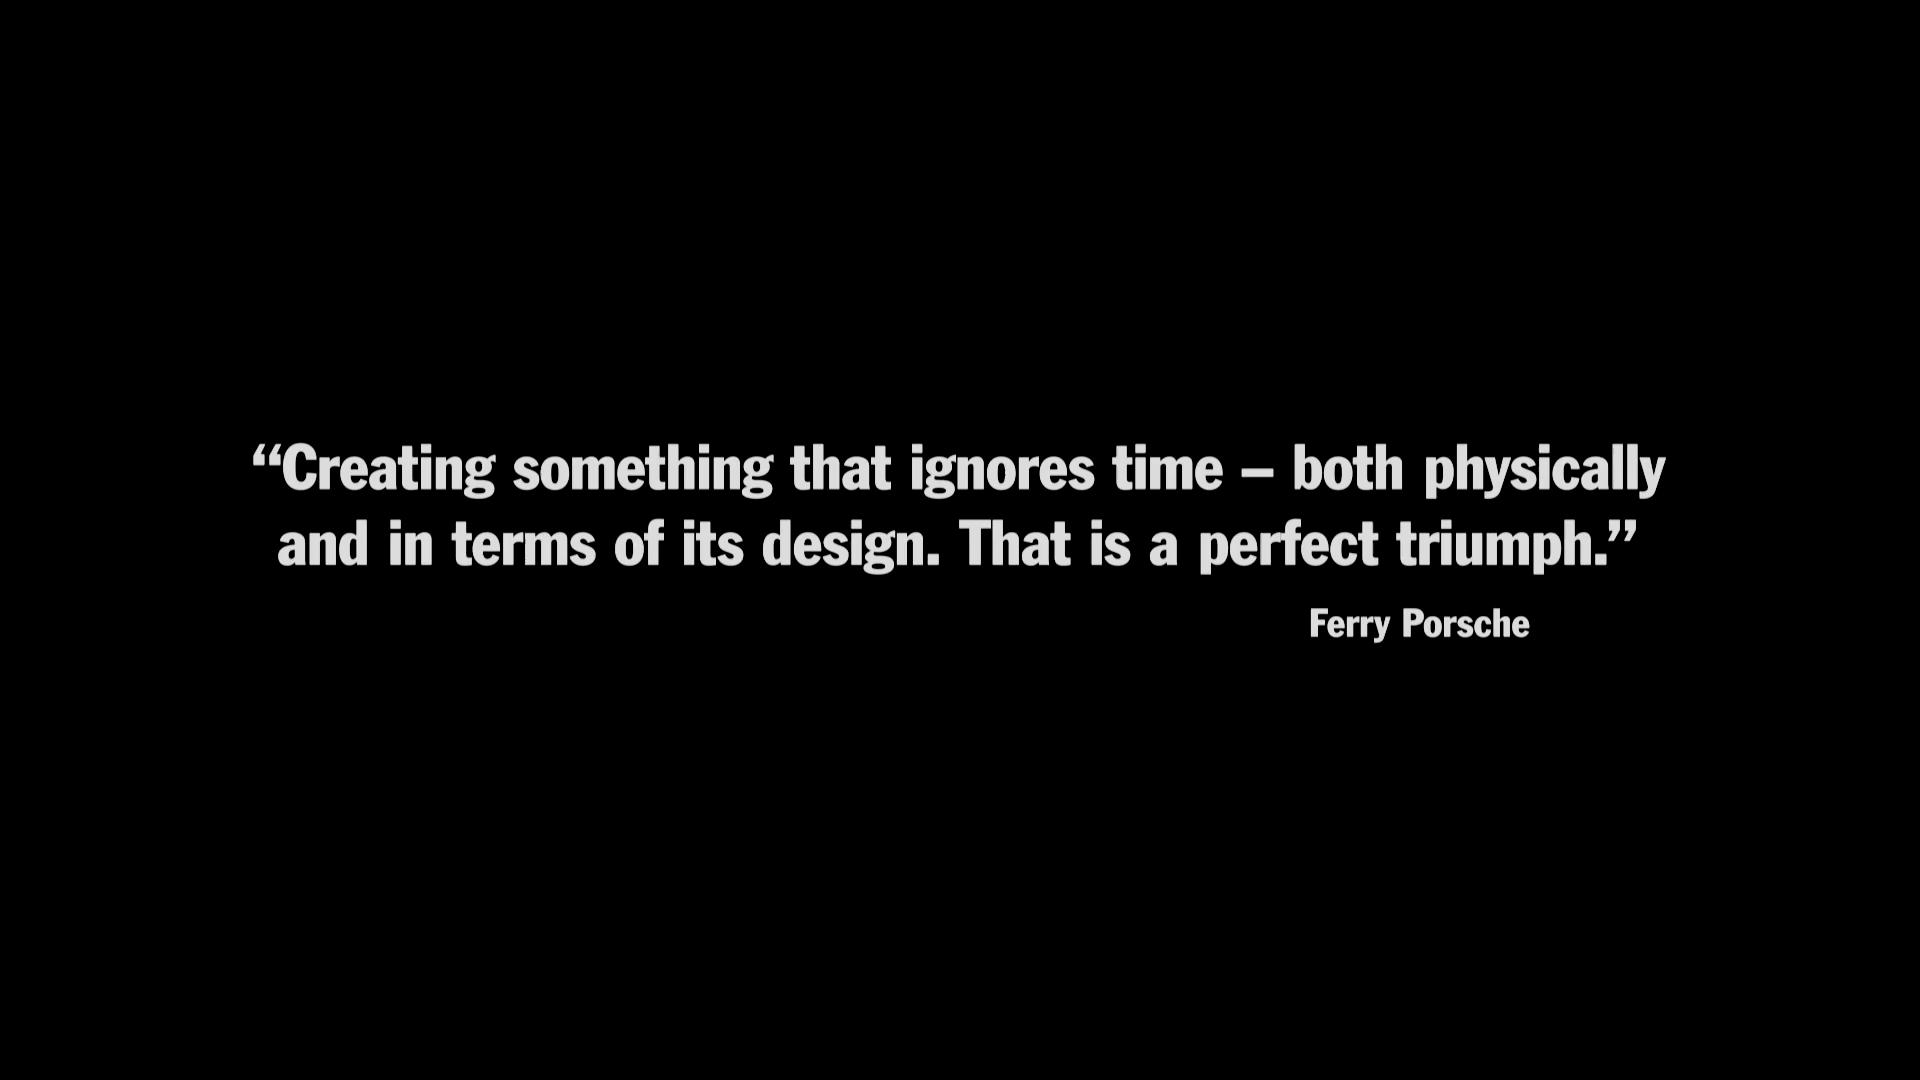 “Creating something that ignores time – both physically
and in terms of its design. That is a perfect triumph.”
Ferry Porsche